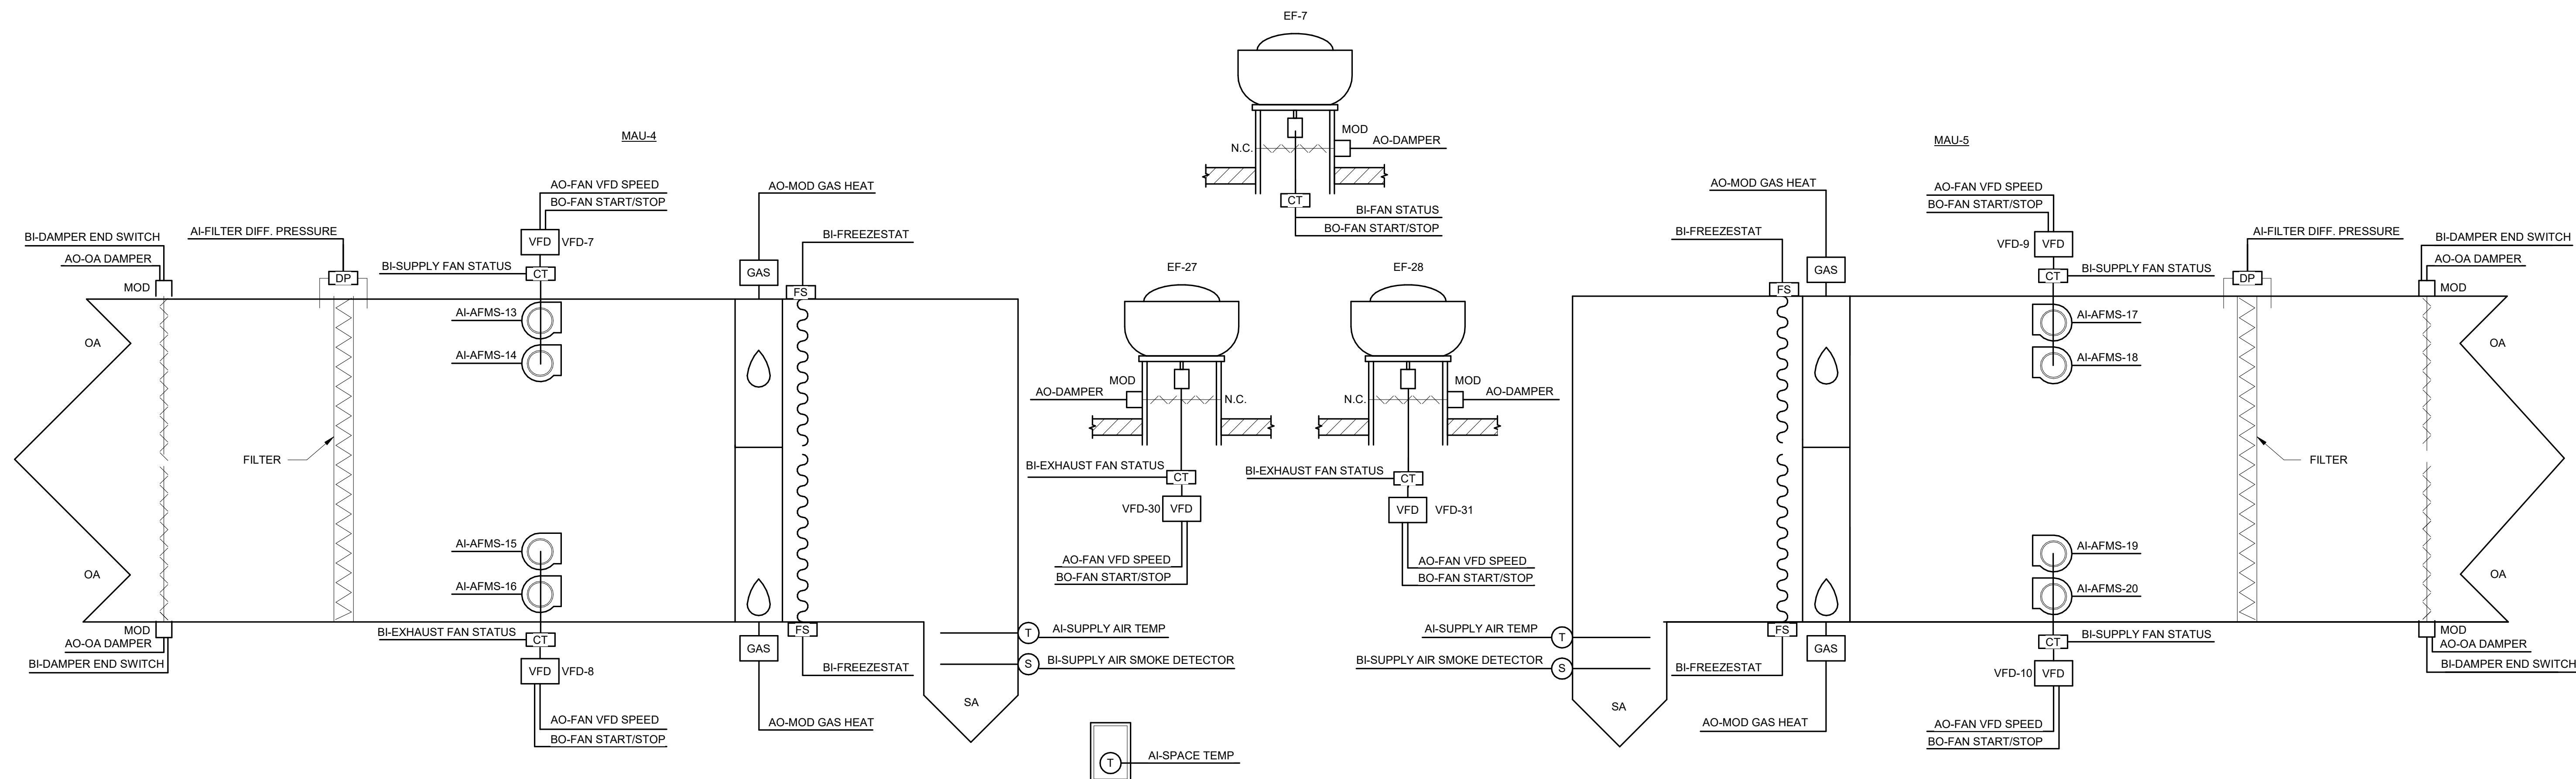 EF-7
MAU-4
MAU-5
MOD
AO-DAMPER
N.C.
CT
BI-FAN STATUS
BO-FAN START/STOP
AO-FAN VFD SPEED
BO-FAN START/STOP
AO-MOD GAS HEAT
BI-DAMPER END SWITCH
AI-FILTER DIFF. PRESSURE
VFD
VFD-7
BI-FREEZESTAT
AO-OA DAMPER
BI-SUPPLY FAN STATUS
CT
GAS
MOD
DP
FS
AI-AFMS-13
OA
AI-AFMS-14
FILTER
AI-AFMS-15
OA
AI-AFMS-16
MOD
AO-OA DAMPER
BI-DAMPER END SWITCH
BI-EXHAUST FAN STATUS
CT
VFD
VFD-8
AO-FAN VFD SPEED
BO-FAN START/STOP
GAS
AO-MOD GAS HEAT
FS
BI-FREEZESTAT
T
AI-SUPPLY AIR TEMP
S
BI-SUPPLY AIR SMOKE DETECTOR
SA
EF-27
MOD
AO-DAMPER
N.C.
BI-EXHAUST FAN STATUS
CT
VFD-30
VFD
AO-FAN VFD SPEED
BO-FAN START/STOP
EF-28
MOD
AO-DAMPER
N.C.
BI-EXHAUST FAN STATUS
CT
VFD
VFD-31
AO-FAN VFD SPEED
BO-FAN START/STOP
T
AI-SPACE TEMP
AO-MOD GAS HEAT
AO-FAN VFD SPEED
BO-FAN START/STOP
BI-FREEZESTAT
VFD-9
VFD
AI-FILTER DIFF. PRESSURE
BI-DAMPER END SWITCH
AO-OA DAMPER
GAS
CT
BI-SUPPLY FAN STATUS
DP
MOD
FS
AI-AFMS-17
OA
AI-AFMS-18
FILTER
AI-AFMS-19
OA
AI-AFMS-20
AI-SUPPLY AIR TEMP
T
BI-SUPPLY AIR SMOKE DETECTOR
S
FS
BI-FREEZESTAT
GAS
AO-MOD GAS HEAT
SA
CT
BI-SUPPLY FAN STATUS
VFD-10
VFD
AO-FAN VFD SPEED
BO-FAN START/STOP
MOD
AO-OA DAMPER
BI-DAMPER END SWITCH